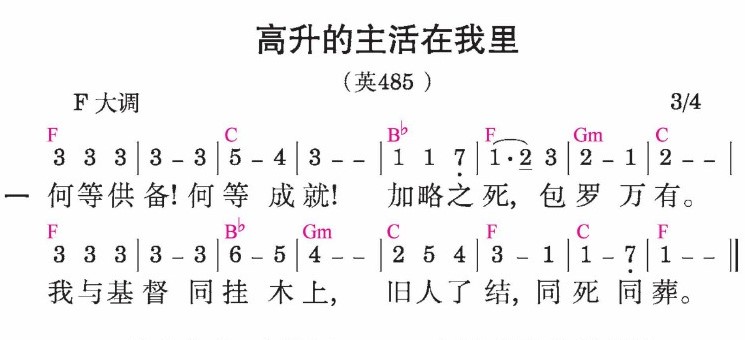 高升的主活在我里
（英485 ）
F 大调 3/4
F C B♭ F Gm C
3 3 3 | 3 – 3 | 5 – 4 | 3 – – | 1 1 7̣ | 1 · 2 3 | 2 – 1 | 2 – – |
一 何等供备! 何等 成就! 加略之死, 包罗 万有。
F B♭ Gm C F C F
3 3 3 | 3 – 3 | 6 – 5 | 4 – – | 2 5 4 | 3 – 1 | 1 – 7̣ | 1 – – ‖
我与基督 同挂 木上, 旧人了结, 同死 同葬。